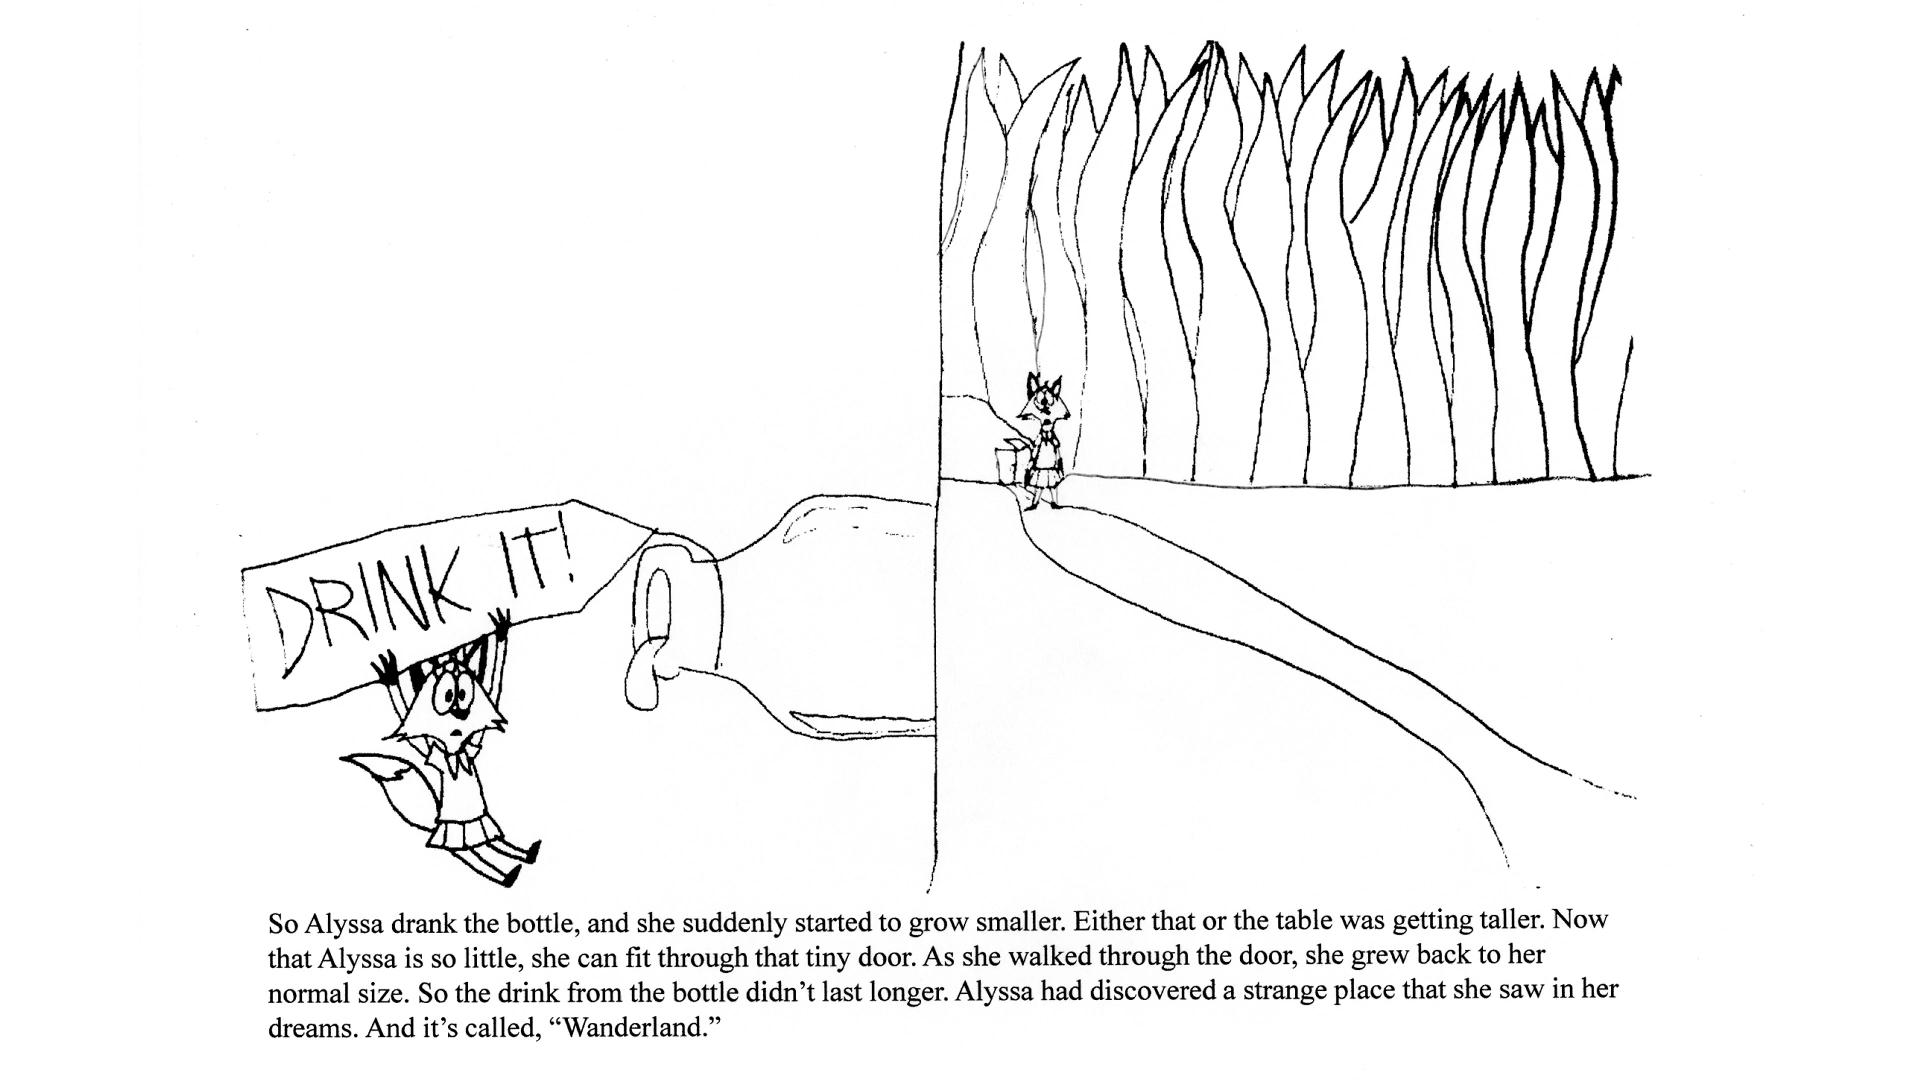 DRINK IT!
So Alyssa drank the bottle, and she suddenly started to grow smaller. Either that or the table was getting taller. Now
that Alyssa is so little, she can fit through that tiny door. As she walked through the door, she grew back to her
normal size. So the drink from the bottle didn’t last longer. Alyssa had discovered a strange place that she saw in her
dreams. And it’s called, “Wanderland.”